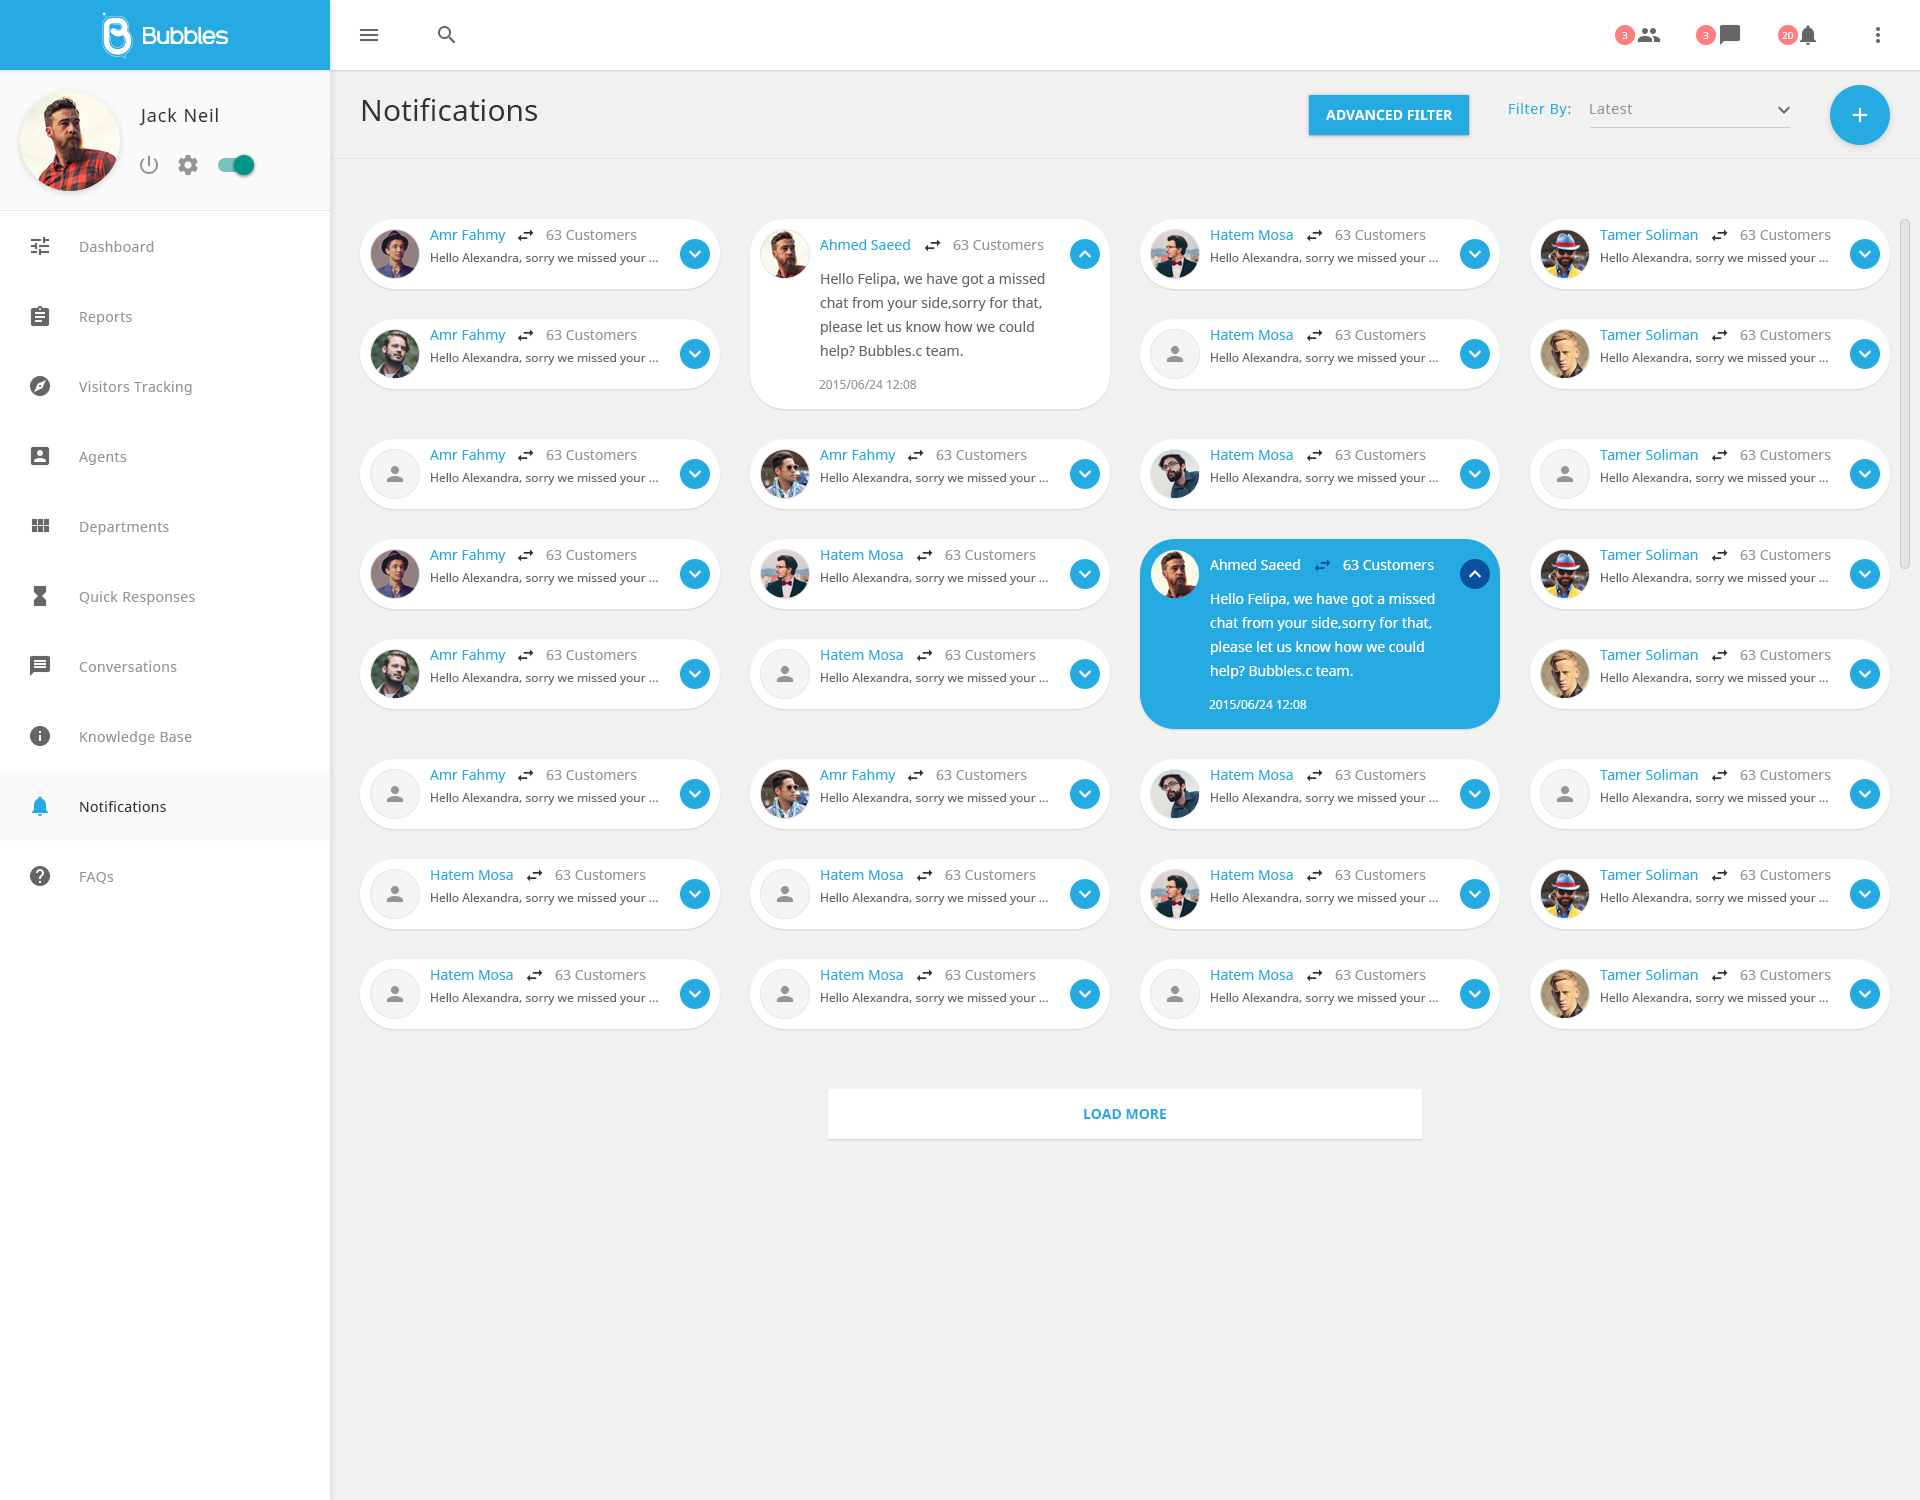 Bubbles
3
3
20
Jack Neil
Dashboard
Reports
Visitors Tracking
Agents
Departments
Quick Responses
Conversations
Knowledge Base
Notifications
FAQs
Notifications
ADVANCED FILTER
Filter By:
Latest
Amr Fahmy 63 Customers
Hello Alexandra, sorry we missed your ...
Ahmed Saeed 63 Customers
Hello Felipa, we have got a missed
chat from your side,sorry for that,
please let us know how we could
help? Bubbles.c team.
2015/06/24 12:08
Hatem Mosa 63 Customers
Hello Alexandra, sorry we missed your ...
Tamer Soliman 63 Customers
Hello Alexandra, sorry we missed your ...
Amr Fahmy 63 Customers
Hello Alexandra, sorry we missed your ...
Hatem Mosa 63 Customers
Hello Alexandra, sorry we missed your ...
Tamer Soliman 63 Customers
Hello Alexandra, sorry we missed your ...
Amr Fahmy 63 Customers
Hello Alexandra, sorry we missed your ...
Amr Fahmy 63 Customers
Hello Alexandra, sorry we missed your ...
Hatem Mosa 63 Customers
Hello Alexandra, sorry we missed your ...
Tamer Soliman 63 Customers
Hello Alexandra, sorry we missed your ...
Amr Fahmy 63 Customers
Hello Alexandra, sorry we missed your ...
Hatem Mosa 63 Customers
Hello Alexandra, sorry we missed your ...
Ahmed Saeed 63 Customers
Hello Felipa, we have got a missed
chat from your side,sorry for that,
please let us know how we could
help? Bubbles.c team.
2015/06/24 12:08
Tamer Soliman 63 Customers
Hello Alexandra, sorry we missed your ...
Amr Fahmy 63 Customers
Hello Alexandra, sorry we missed your ...
Hatem Mosa 63 Customers
Hello Alexandra, sorry we missed your ...
Tamer Soliman 63 Customers
Hello Alexandra, sorry we missed your ...
Amr Fahmy 63 Customers
Hello Alexandra, sorry we missed your ...
Amr Fahmy 63 Customers
Hello Alexandra, sorry we missed your ...
Hatem Mosa 63 Customers
Hello Alexandra, sorry we missed your ...
Tamer Soliman 63 Customers
Hello Alexandra, sorry we missed your ...
Hatem Mosa 63 Customers
Hello Alexandra, sorry we missed your ...
Hatem Mosa 63 Customers
Hello Alexandra, sorry we missed your ...
Hatem Mosa 63 Customers
Hello Alexandra, sorry we missed your ...
Tamer Soliman 63 Customers
Hello Alexandra, sorry we missed your ...
Hatem Mosa 63 Customers
Hello Alexandra, sorry we missed your ...
Hatem Mosa 63 Customers
Hello Alexandra, sorry we missed your ...
Hatem Mosa 63 Customers
Hello Alexandra, sorry we missed your ...
Tamer Soliman 63 Customers
Hello Alexandra, sorry we missed your ...
LOAD MORE